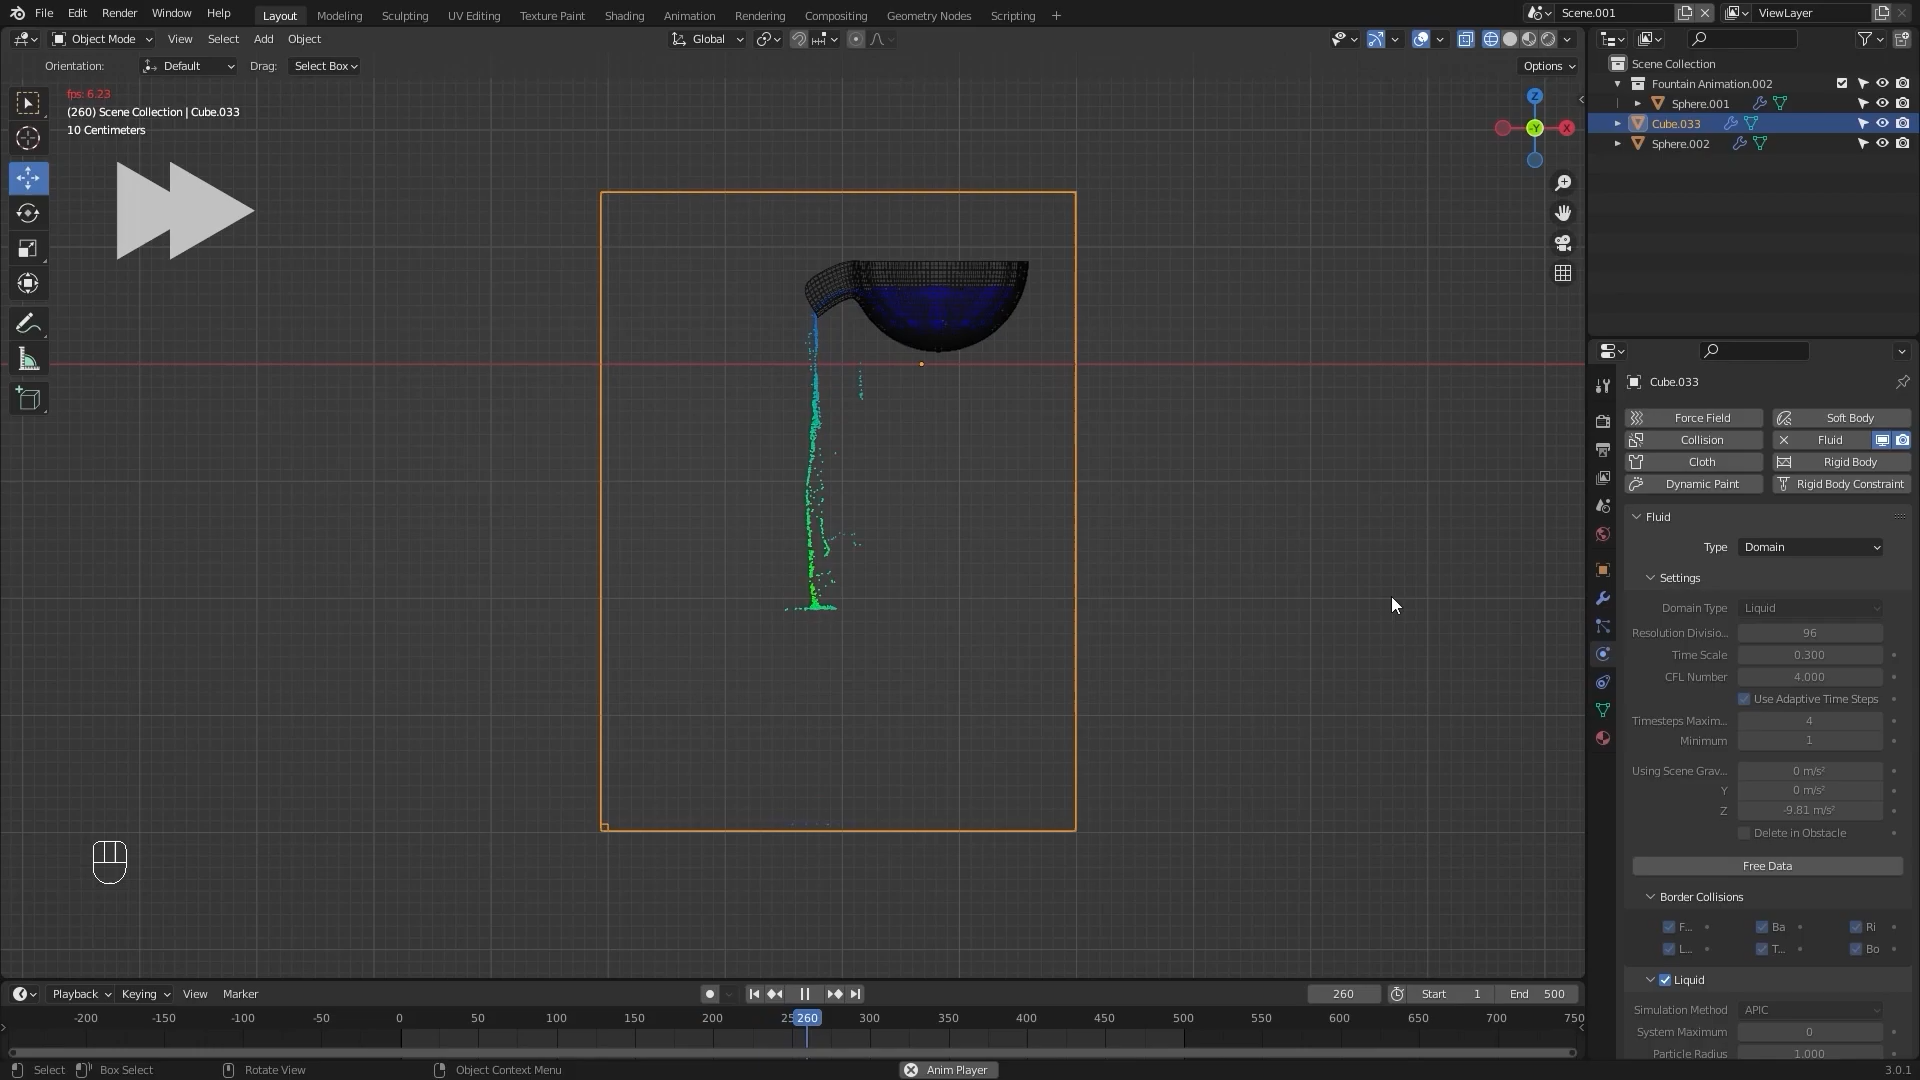 File Edit Render Window Help Layout Modeling Sculpting UV Editing Texture Paint Shading Animation Rendering Compositing Geometry Nodes Scripting + Scene.001 ViewLayer
Object Mode View Select Add Object Global
Orientation: Default Drag: Select Box Options
fps: 6.23
(260) Scene Collection | Cube.033
10 Centimeters
Z
Y
X
Scene Collection
Fountain Animation.002
Sphere.001
Cube.033
Sphere.002
Cube.033
Force Field Soft Body
Collision Fluid
Cloth Rigid Body
Dynamic Paint Rigid Body Constraint
Fluid
Type Domain
Settings
Domain Type Liquid
Resolution Divisio... 96
Time Scale 0.300
CFL Number 4.000
Use Adaptive Time Steps
Timesteps Maxim... 4
Minimum 1
Using Scene Grav... 0 m/s²
Y 0 m/s²
Z -9.81 m/s²
Delete in Obstacle
Free Data
Border Collisions
F... Ba Ri
L... T... Bo
Liquid
Simulation Method APIC
System Maximum 0
Particle Radius 1.000
Playback Keying View Marker 260 Start 1 End 500
-200 -150 -100 -50 0 50 100 150 200 25 260 300 350 400 450 500 550 600 650 700 750
Select Box Select Rotate View Object Context Menu Anim Player 3.0.1